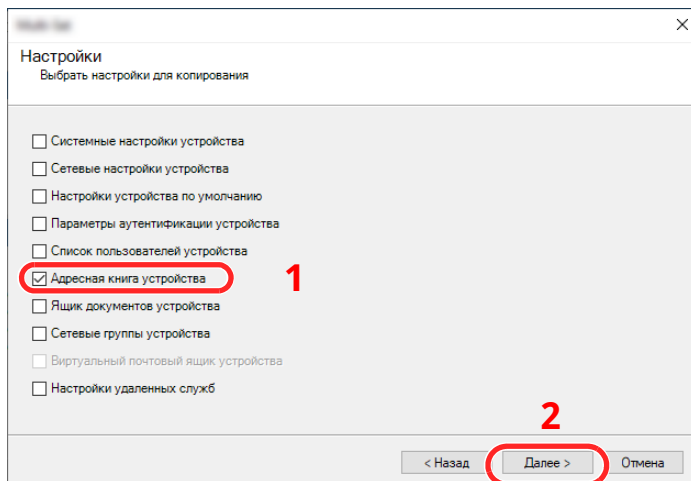 Настройки
Выбрать настройки для копирования
Системные настройки устройства
Сетевые настройки устройства
Настройки устройства по умолчанию
Параметры аутентификации устройства
Список пользователей устройства
Адресная книга устройства
1
Ящик документов устройства
Сетевые группы устройства
Виртуальный почтовый ящик устройства
Настройки удаленных служб
2
< Назад Далее > Отмена